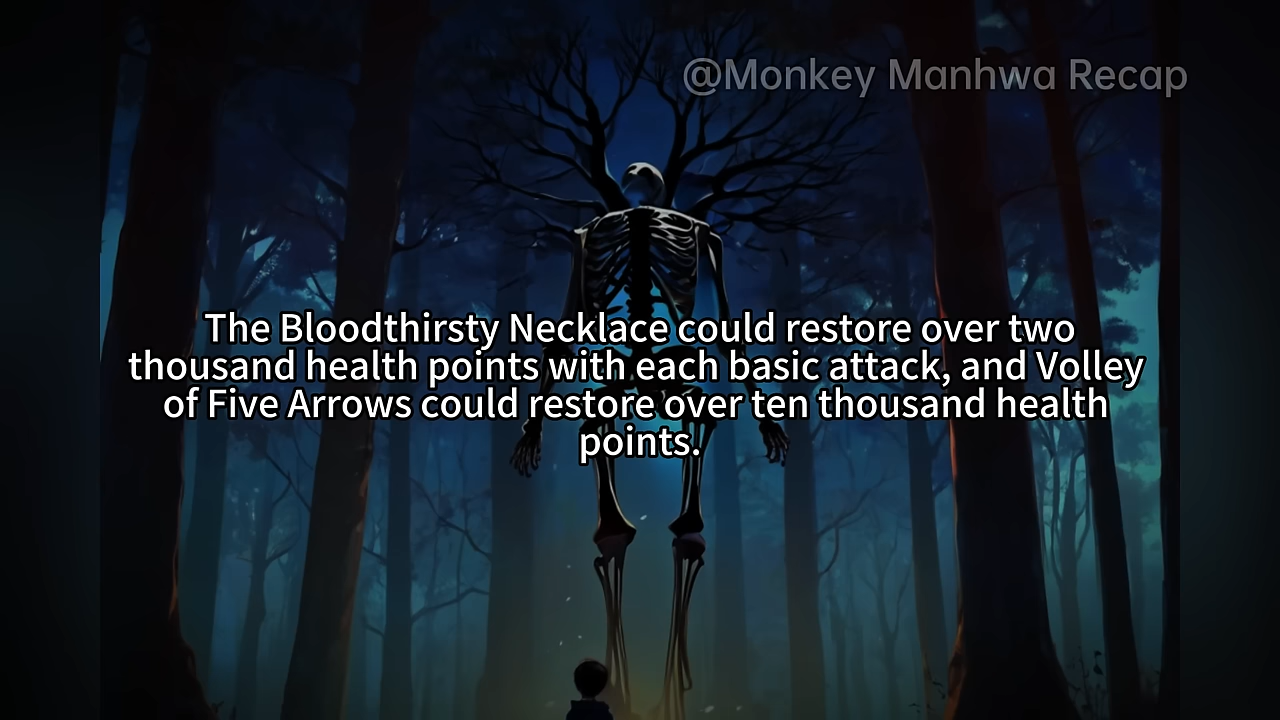 @Monkey Manhwa Recap
The Bloodthirsty Necklace could restore over two
thousand health points with each basic attack, and Volley
of Five Arrows could restore over ten thousand health
points.